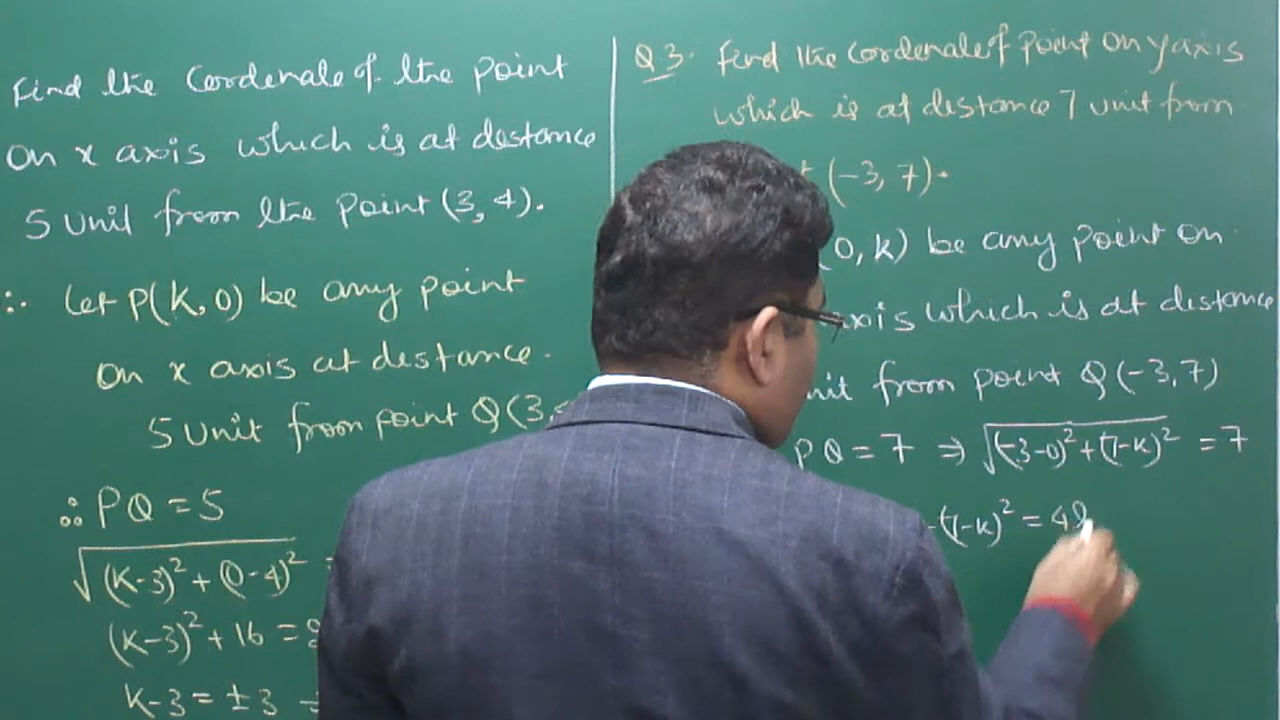 Find the Cordenate of the point
on x axis which is at destance
5 Unit from the point (3, 4).
∴ Let P(K, 0) be any point
on x axis at destance.
5 Unit from point Q(3,
∴ PQ = 5
√(K-3)² + (0-4)²
(K-3)² + 16 =
K-3 = ±3
Q.3. Find the Cordenate of point on y axis
which is at destance 7 unit from
(-3, 7).
(0, K) be any point on
xis which is at destance
nit from point Q(-3, 7)
PQ = 7 ⇒ √(-3-0)² + (7-K)² = 7
(7-K)² = 49